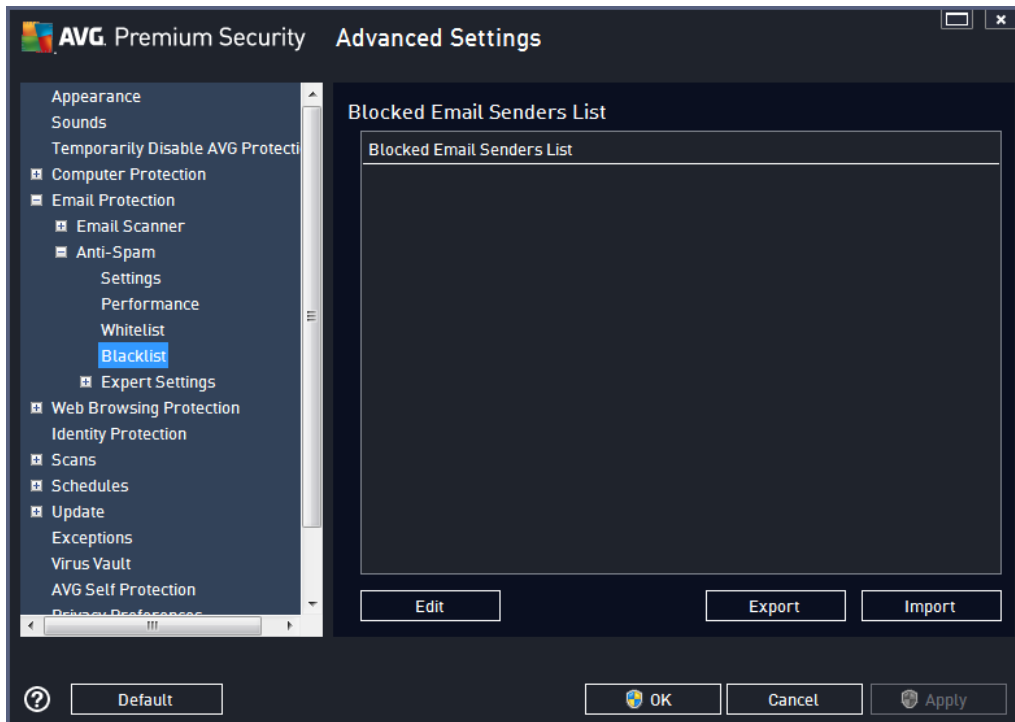 AVG. Premium Security Advanced Settings
Appearance
Sounds
Temporarily Disable AVG Protecti
Computer Protection
Email Protection
Email Scanner
Anti-Spam
Settings
Performance
Whitelist
Blacklist
Expert Settings
Web Browsing Protection
Identity Protection
Scans
Schedules
Update
Exceptions
Virus Vault
AVG Self Protection
Privacy Preferences
Blocked Email Senders List
Blocked Email Senders List
Edit Export Import
? Default OK Cancel Apply